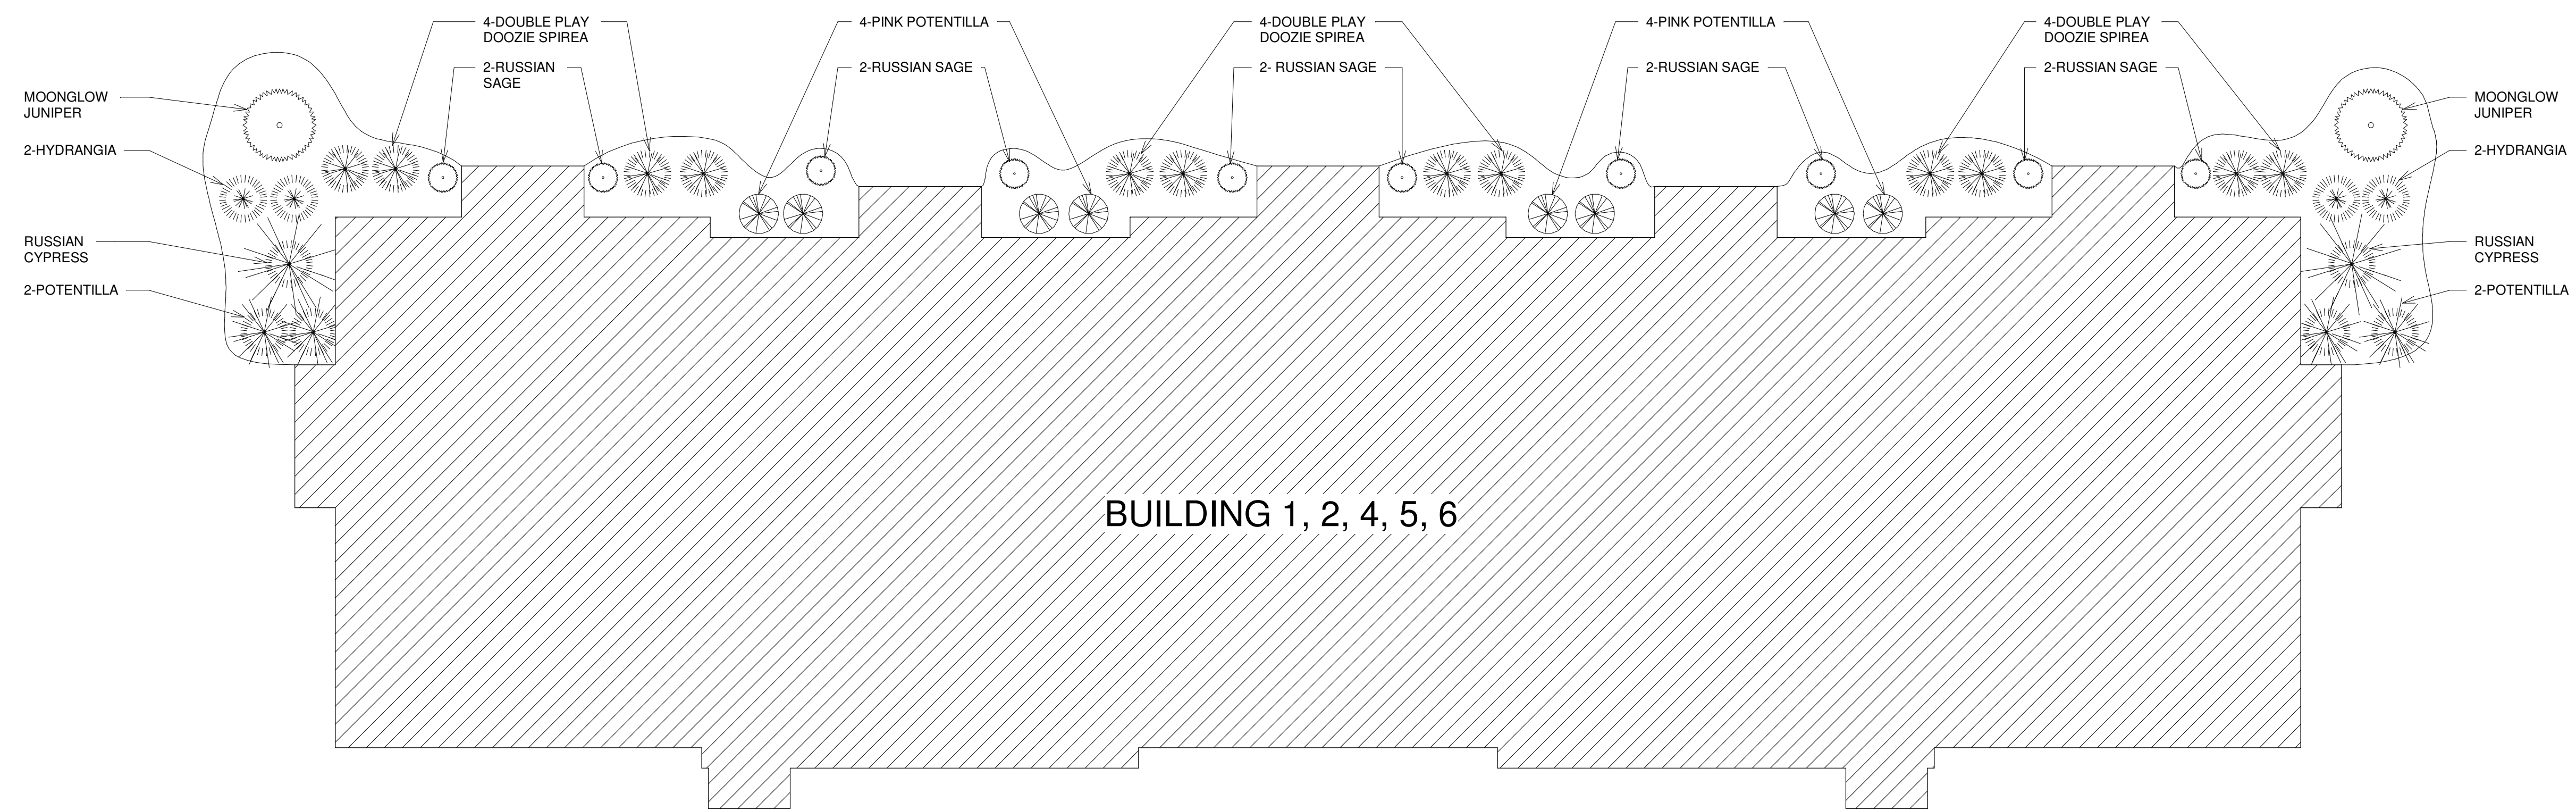 4-DOUBLE PLAY
DOOZIE SPIREA
4-PINK POTENTILLA
4-DOUBLE PLAY
DOOZIE SPIREA
4-PINK POTENTILLA
4-DOUBLE PLAY
DOOZIE SPIREA
2-RUSSIAN
SAGE
2-RUSSIAN SAGE
2- RUSSIAN SAGE
2-RUSSIAN SAGE
2-RUSSIAN SAGE
MOONGLOW
JUNIPER
MOONGLOW
JUNIPER
2-HYDRANGIA
2-HYDRANGIA
RUSSIAN
CYPRESS
RUSSIAN
CYPRESS
2-POTENTILLA
2-POTENTILLA
BUILDING 1, 2, 4, 5, 6